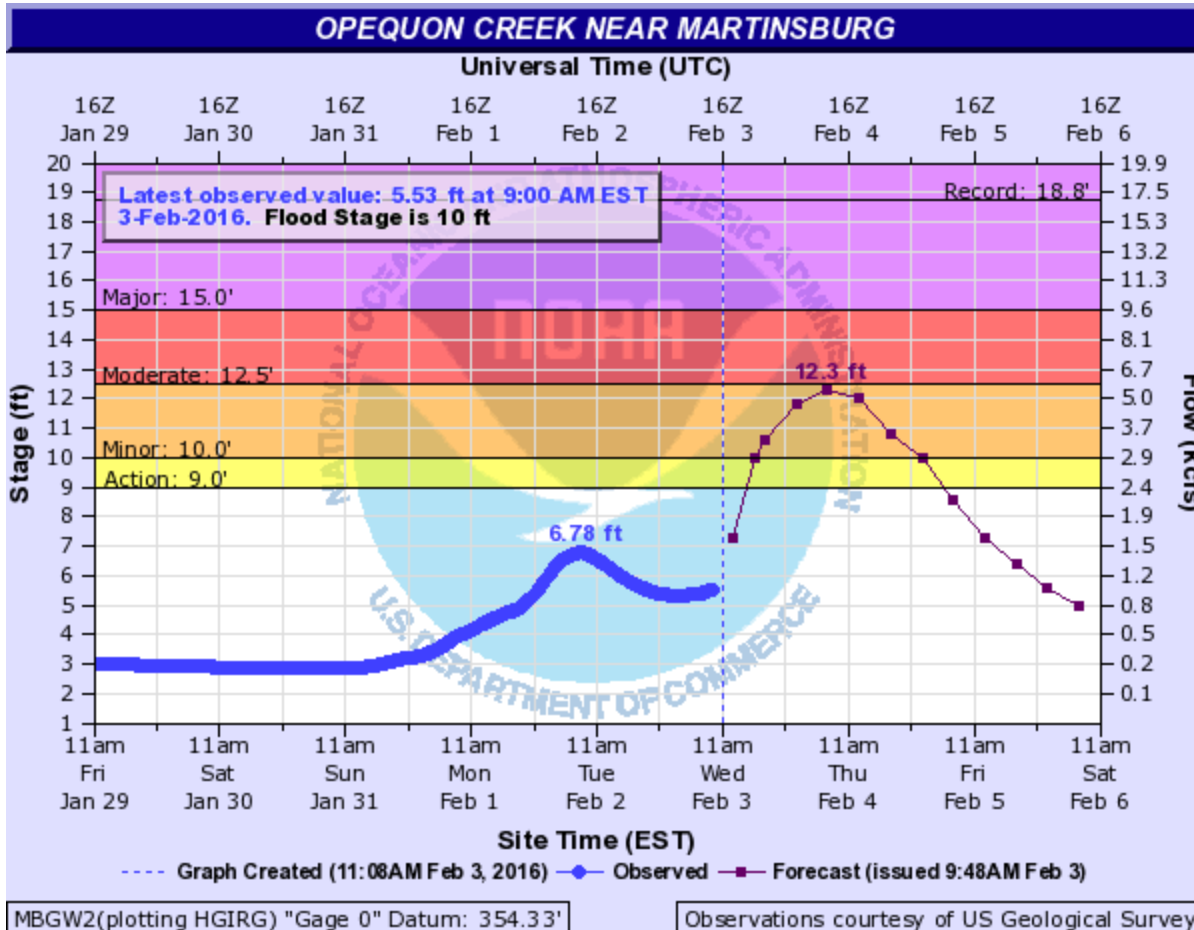 OPEQUON CREEK NEAR MARTINSBURG
Universal Time (UTC)
16Z 16Z 16Z 16Z 16Z 16Z 16Z 16Z 16Z
Jan 29 Jan 30 Jan 31 Feb 1 Feb 2 Feb 3 Feb 4 Feb 5 Feb 6
Latest observed value: 5.53 ft at 9:00 AM EST
3-Feb-2016. Flood Stage is 10 ft
Record: 18.8'
Major: 15.0'
Moderate: 12.5'
Minor: 10.0'
Action: 9.0'
12.3 ft
6.78 ft
NATIONAL OCEANIC AND ATMOSPHERIC ADMINISTRATION
NOAA
U.S. DEPARTMENT OF COMMERCE
Stage (ft)
20
19
18
17
16
15
14
13
12
11
10
9
8
7
6
5
4
3
2
1
Flow (kcfs)
19.9
17.5
15.3
13.2
11.3
9.6
8.1
6.7
5.0
3.7
2.9
2.4
1.9
1.5
1.2
0.8
0.5
0.2
0.1
11am 11am 11am 11am 11am 11am 11am 11am 11am
Fri Sat Sun Mon Tue Wed Thu Fri Sat
Jan 29 Jan 30 Jan 31 Feb 1 Feb 2 Feb 3 Feb 4 Feb 5 Feb 6
Site Time (EST)
Graph Created (11:08AM Feb 3, 2016) Observed Forecast (issued 9:48AM Feb 3)
MBGW2(plotting HGIRG) "Gage 0" Datum: 354.33'
Observations courtesy of US Geological Survey